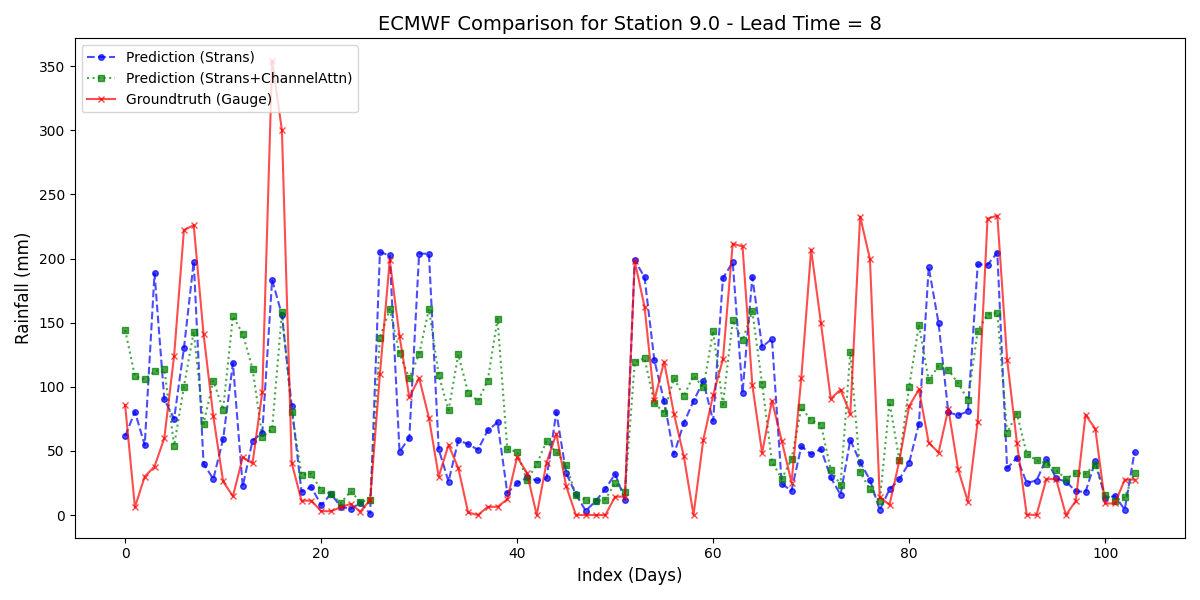 ECMWF Comparison for Station 9.0 - Lead Time = 8
Prediction (Strans)
Prediction (Strans+ChannelAttn)
Groundtruth (Gauge)
Rainfall (mm)
350
300
250
200
150
100
50
0
0 20 40 60 80 100
Index (Days)